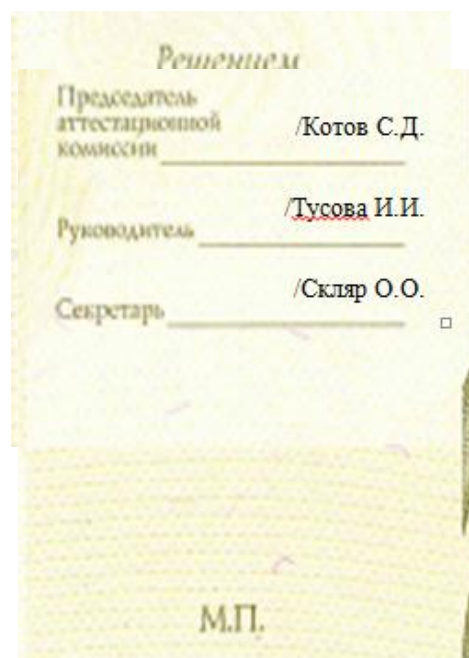 Решением
Председатель
аттестационной
комиссии
/Котов С.Д.
Руководитель
/Тусова И.И.
Секретарь
/Скляр О.О.
М.П.